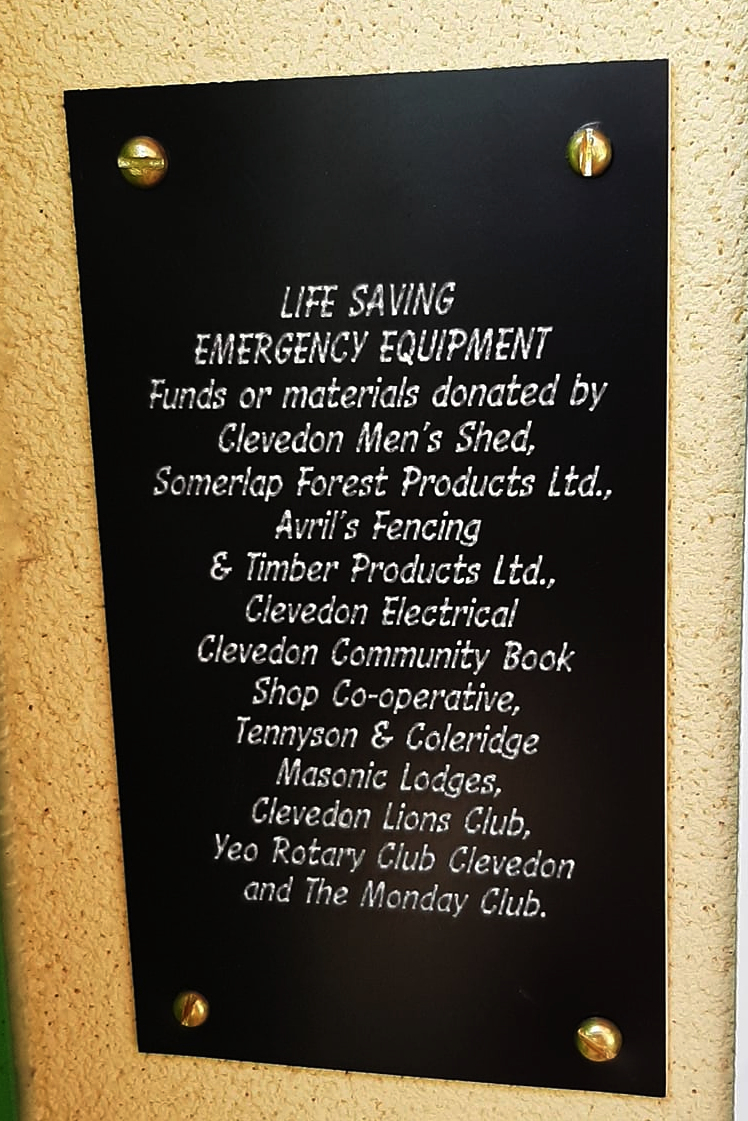 LIFE SAVING
EMERGENCY EQUIPMENT
Funds or materials donated by
Clevedon Men's Shed,
Somerlap Forest Products Ltd.,
Avril's Fencing
& Timber Products Ltd.,
Clevedon Electrical
Clevedon Community Book
Shop Co-operative,
Tennyson & Coleridge
Masonic Lodges,
Clevedon Lions Club,
Yeo Rotary Club Clevedon
and The Monday Club.